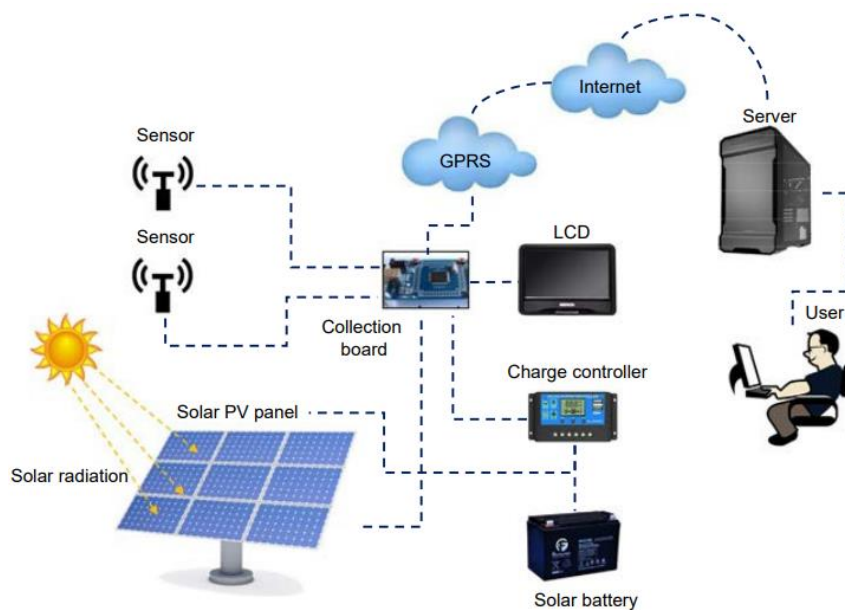 Internet
Server
GPRS
Sensor
Sensor
LCD
User
Collection
board
Charge controller
Solar PV panel
Solar radiation
Solar battery